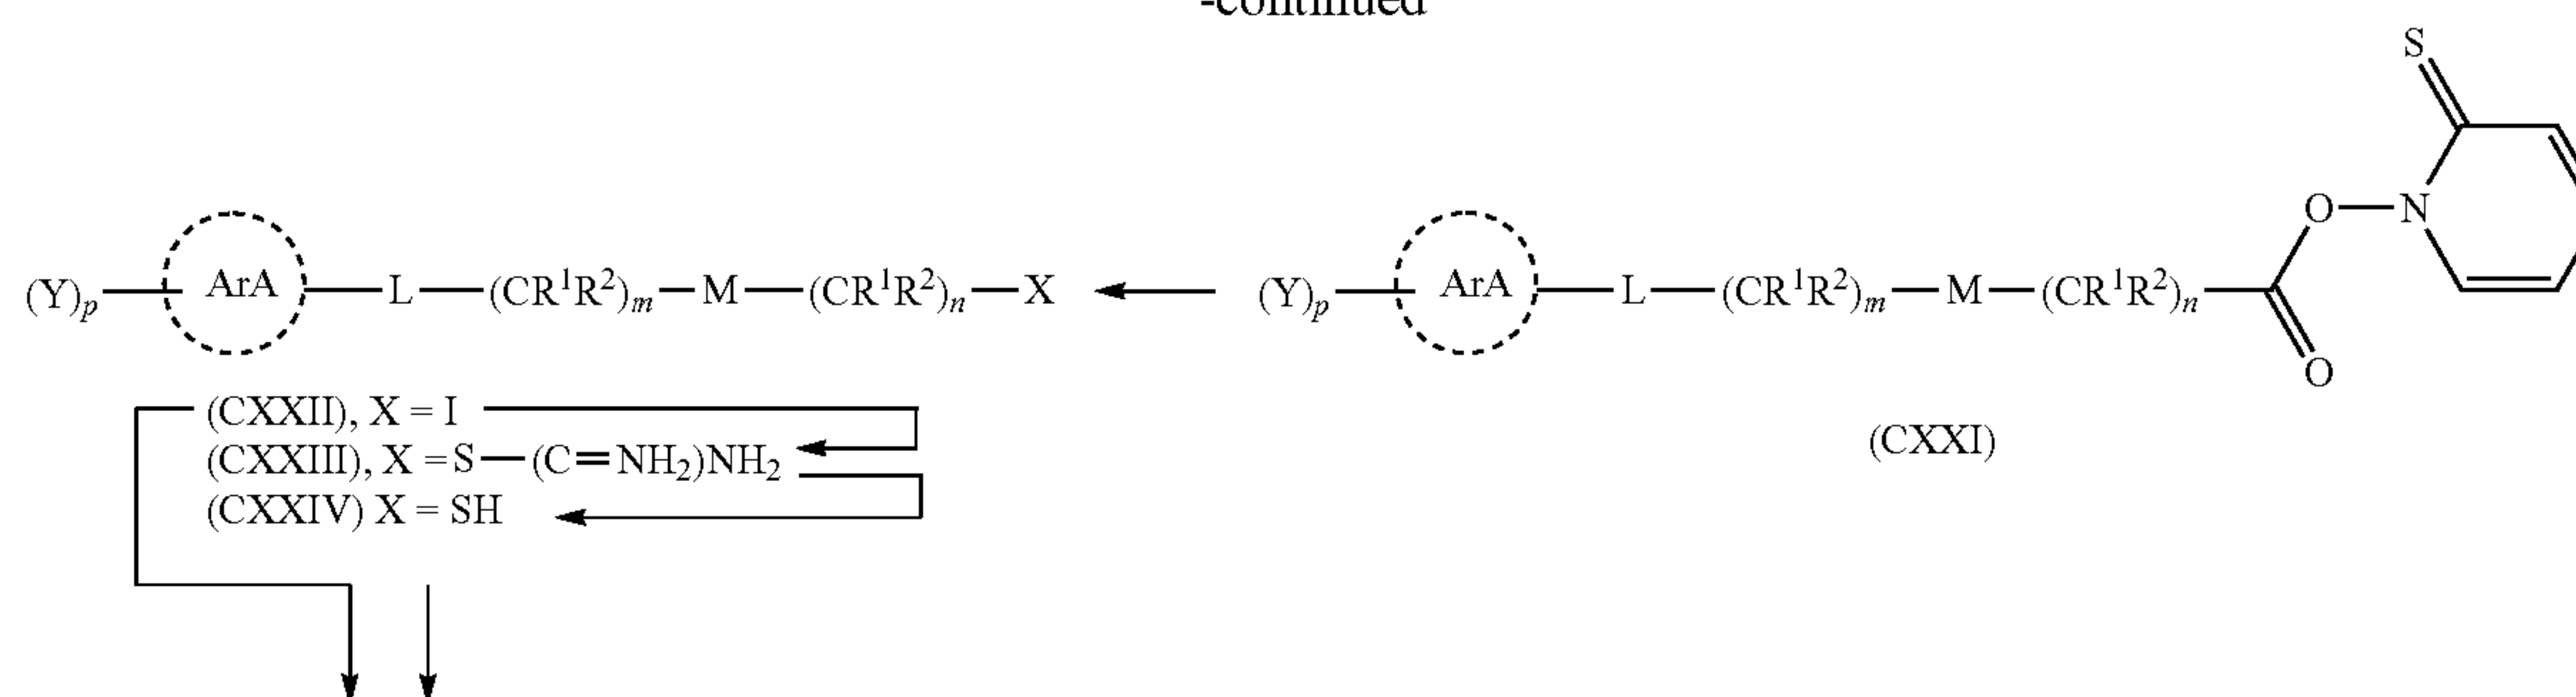 -continued
S
O—N
(Y)p—ArA—L—(CR¹R²)m—M—(CR¹R²)n—X ← (Y)p—ArA—L—(CR¹R²)m—M—(CR¹R²)n
O
(CXXII), X = I
(CXXI)
(CXXIII), X =S—(C=NH₂)NH₂
(CXXIV) X = SH